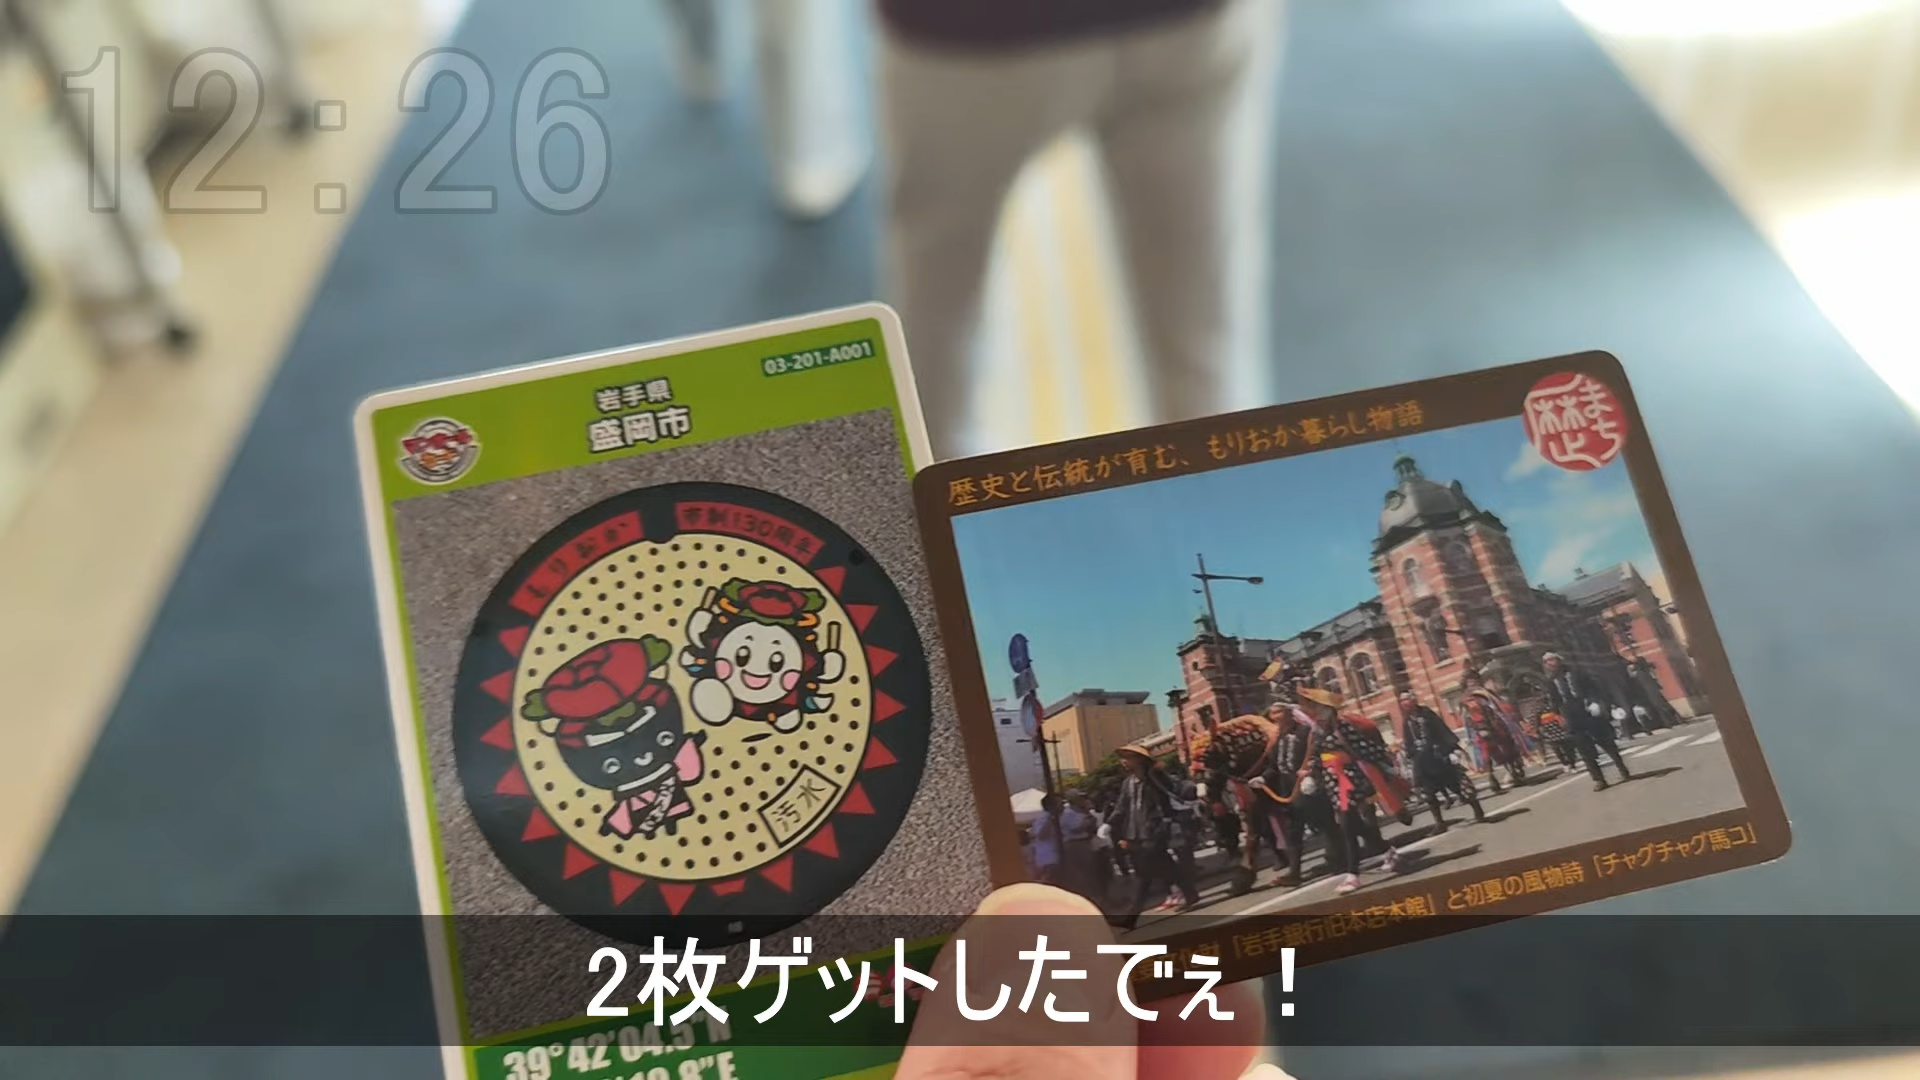 12:26
03-201-A001
岩手県
盛岡市
もりおか 市制130周年
汚水
39°42'04.5"N
歴史と伝統が育む、もりおか暮らし物語
歴まち
「岩手銀行旧本店本館」と初夏の風物詩「チャグチャグ馬コ」
2枚ゲットしたでぇ！